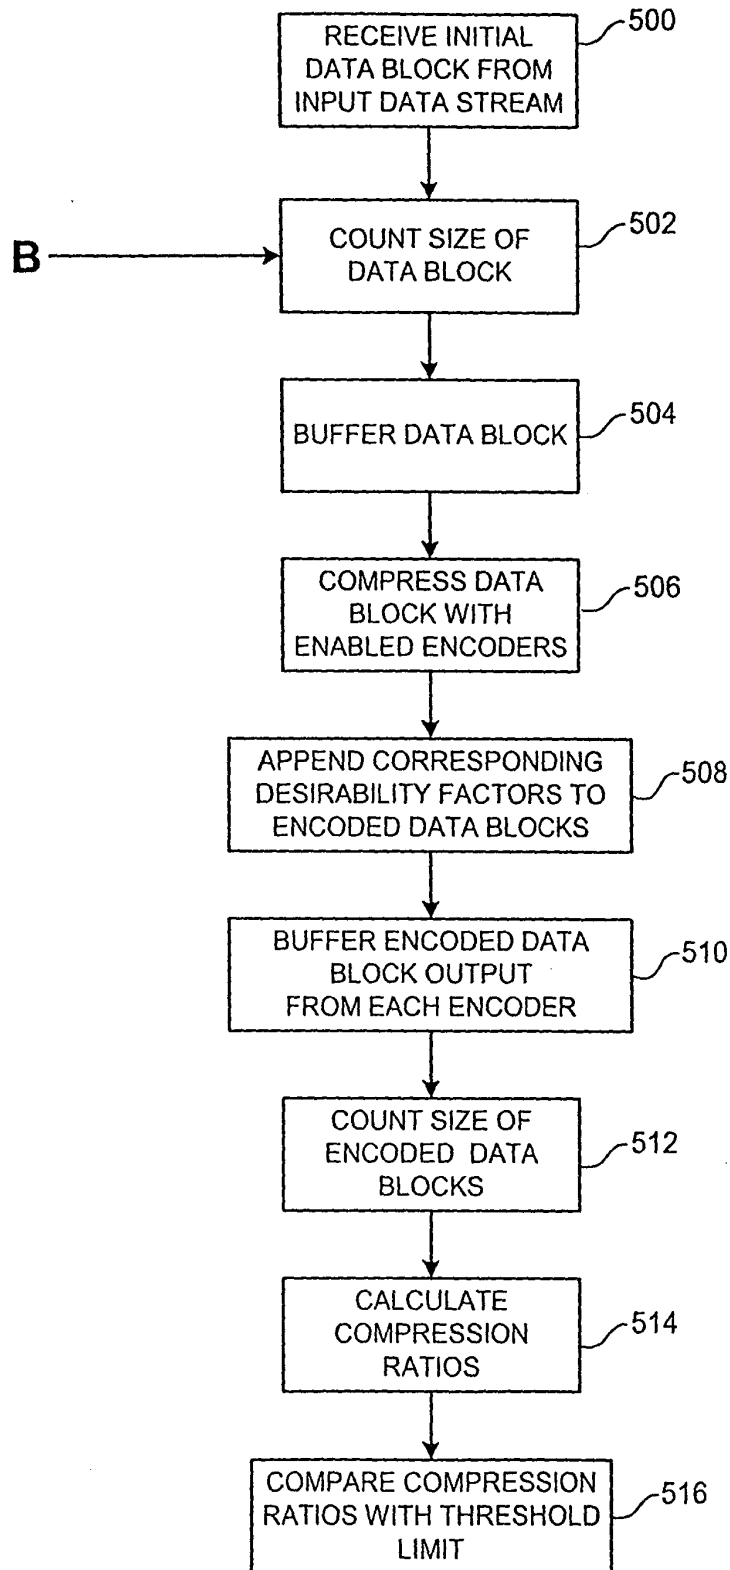 RECEIVE INITIAL
DATA BLOCK FROM
INPUT DATA STREAM
500
COUNT SIZE OF
DATA BLOCK
502
B
BUFFER DATA BLOCK
504
COMPRESS DATA
BLOCK WITH
ENABLED ENCODERS
506
APPEND CORRESPONDING
DESIRABILITY FACTORS TO
ENCODED DATA BLOCKS
508
BUFFER ENCODED DATA
BLOCK OUTPUT
FROM EACH ENCODER
510
COUNT SIZE OF
ENCODED DATA
BLOCKS
512
CALCULATE
COMPRESSION
RATIOS
514
COMPARE COMPRESSION
RATIOS WITH THRESHOLD
LIMIT
516